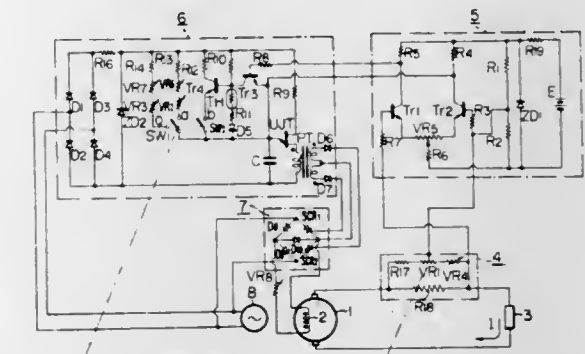 6
5
R16
R14
R13
R12
R10
R8
R5
R4
R1
R19
D1
D3
VR7
Tr4
Tr3
R9
E
VR3
ZD2
TH
R11
Tr1
Tr2
R3
ZD1
SW1
D5
UJT
PT
D6
R7
VR5
R2
D2
D4
C
R6
D7
7
SCR1
4
SCR2
R17
VR1
VR4
VR8
R18
8
2
1
3
I